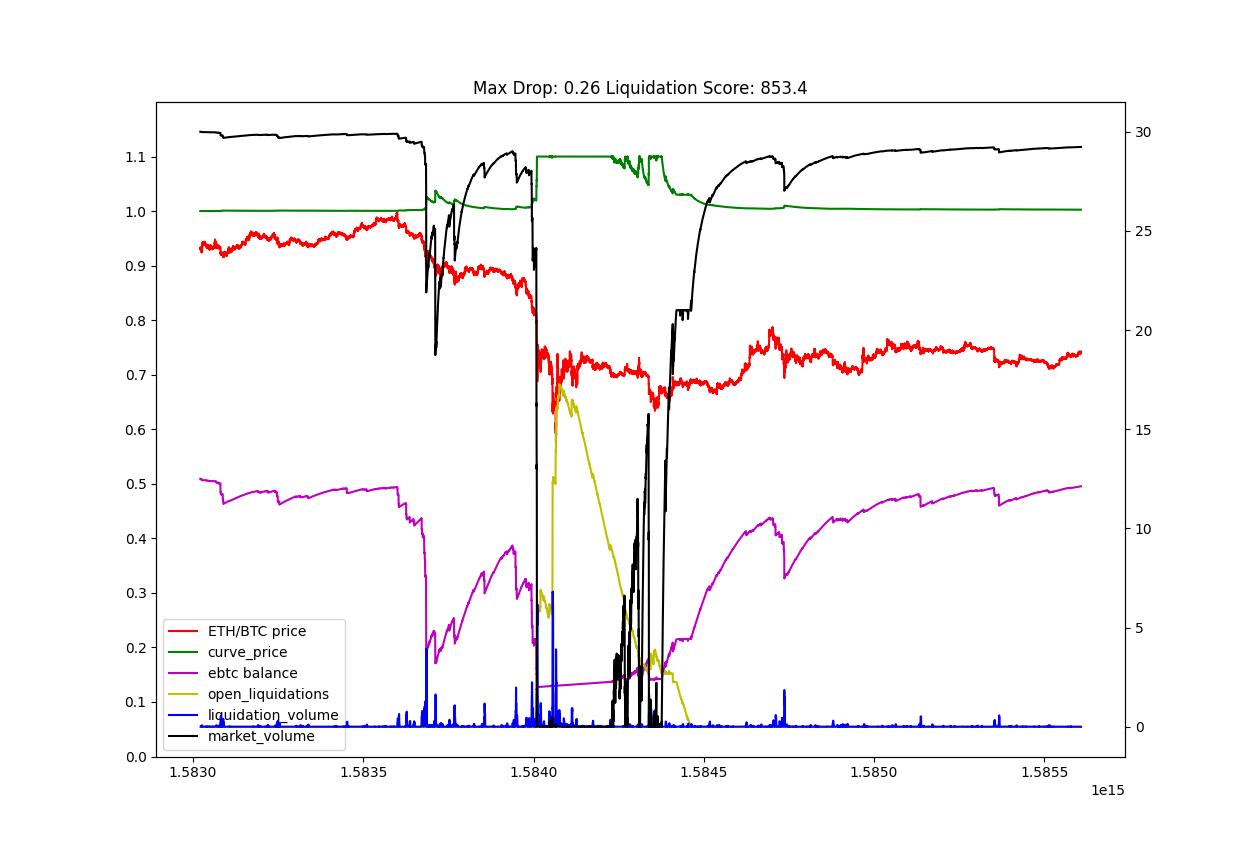 Max Drop: 0.26 Liquidation Score: 853.4
1.1
1.0
0.9
0.8
0.7
0.6
0.5
0.4
0.3
0.2
0.1
0.0
30
25
20
15
10
5
0
ETH/BTC price
curve_price
ebtc balance
open_liquidations
liquidation_volume
market_volume
1.5830 1.5835 1.5840 1.5845 1.5850 1.5855
1e15